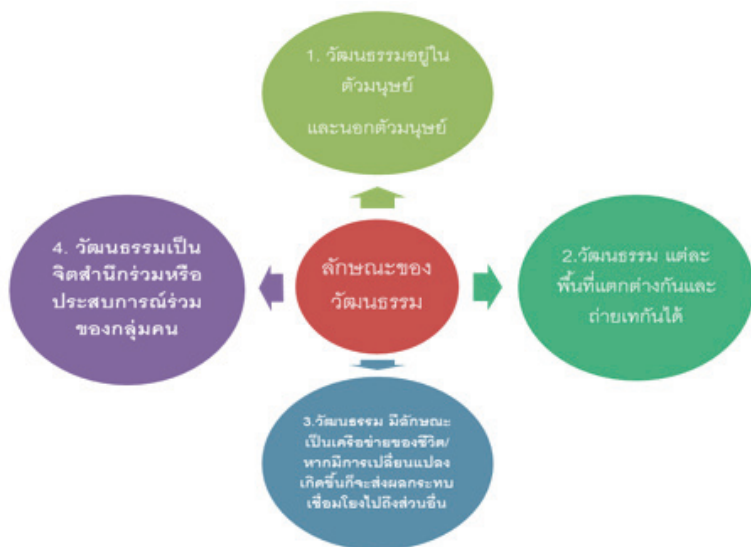 1. วัฒนธรรมอยู่ใน
ตัวมนุษย์
และนอกตัวมนุษย์
4. วัฒนธรรมเป็น
จิตสำนึกร่วมหรือ
ประสบการณ์ร่วม
ของกลุ่มคน
ลักษณะของ
วัฒนธรรม
2.วัฒนธรรม แต่ละ
พื้นที่แตกต่างกันและ
ถ่ายเทกันได้
3.วัฒนธรรม มีลักษณะ
เป็นเครือข่ายของชีวิต/
หากมีการเปลี่ยนแปลง
เกิดขึ้นก็จะส่งผลกระทบ
เชื่อมโยงไปถึงส่วนอื่น